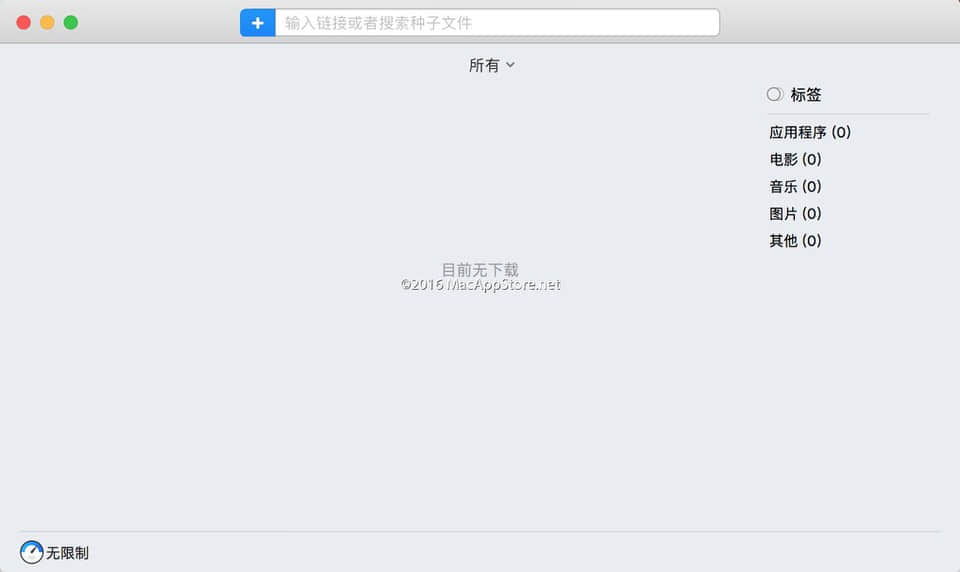 输入链接或者搜索种子文件
所有
标签
应用程序 (0)
电影 (0)
音乐 (0)
图片 (0)
其他 (0)
目前无下载
©2016 MacAppStore.net
无限制